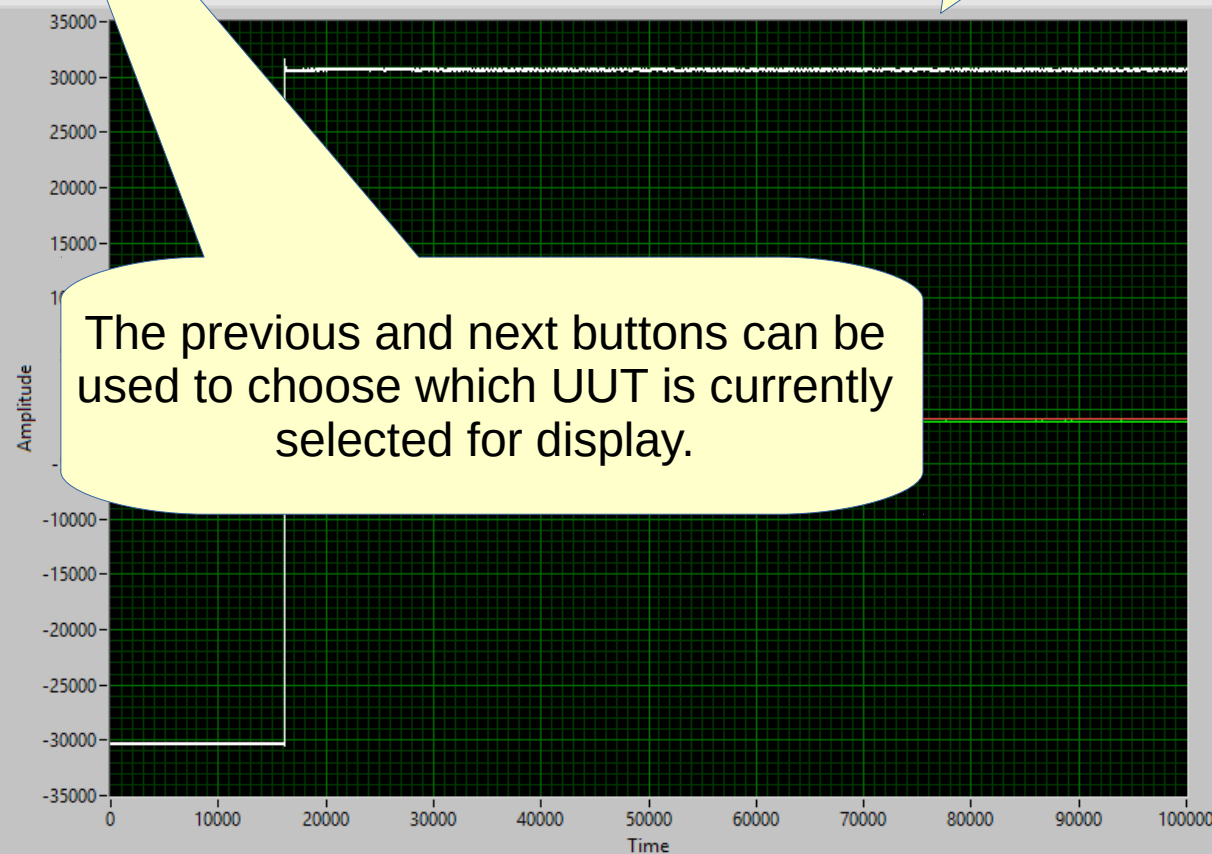 35000
30000
25000
20000
15000
The previous and next buttons can be
used to choose which UUT is currently
selected for display.
Amplitude
-10000
-15000
-20000
-25000
-30000
-35000
0 10000 20000 30000 40000 50000 60000 70000 80000 90000 100000
Time